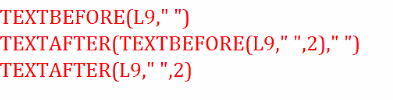 TEXTBEFORE(L9," ")
TEXTAFTER(TEXTBEFORE(L9," ",2)," ")
TEXTAFTER(L9," ",2)